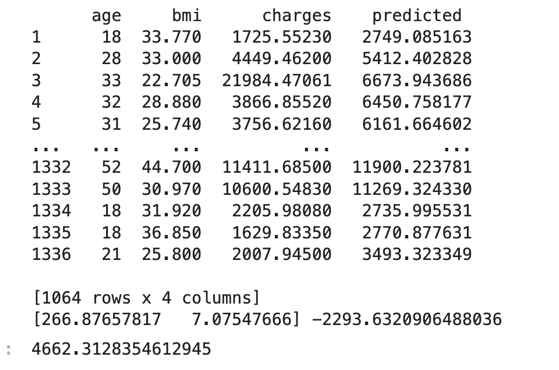 age bmi charges predicted
1 18 33.770 1725.55230 2749.085163
2 28 33.000 4449.46200 5412.402828
3 33 22.705 21984.47061 6673.943686
4 32 28.880 3866.85520 6450.758177
5 31 25.740 3756.62160 6161.664602
... ... ... ... ...
1332 52 44.700 11411.68500 11900.223781
1333 50 30.970 10600.54830 11269.324330
1334 18 31.920 2205.98080 2735.995531
1335 18 36.850 1629.83350 2770.877631
1336 21 25.800 2007.94500 3493.323349
[1064 rows x 4 columns]
[266.87657817 7.07547666] -2293.6320906488036
: 4662.3128354612945